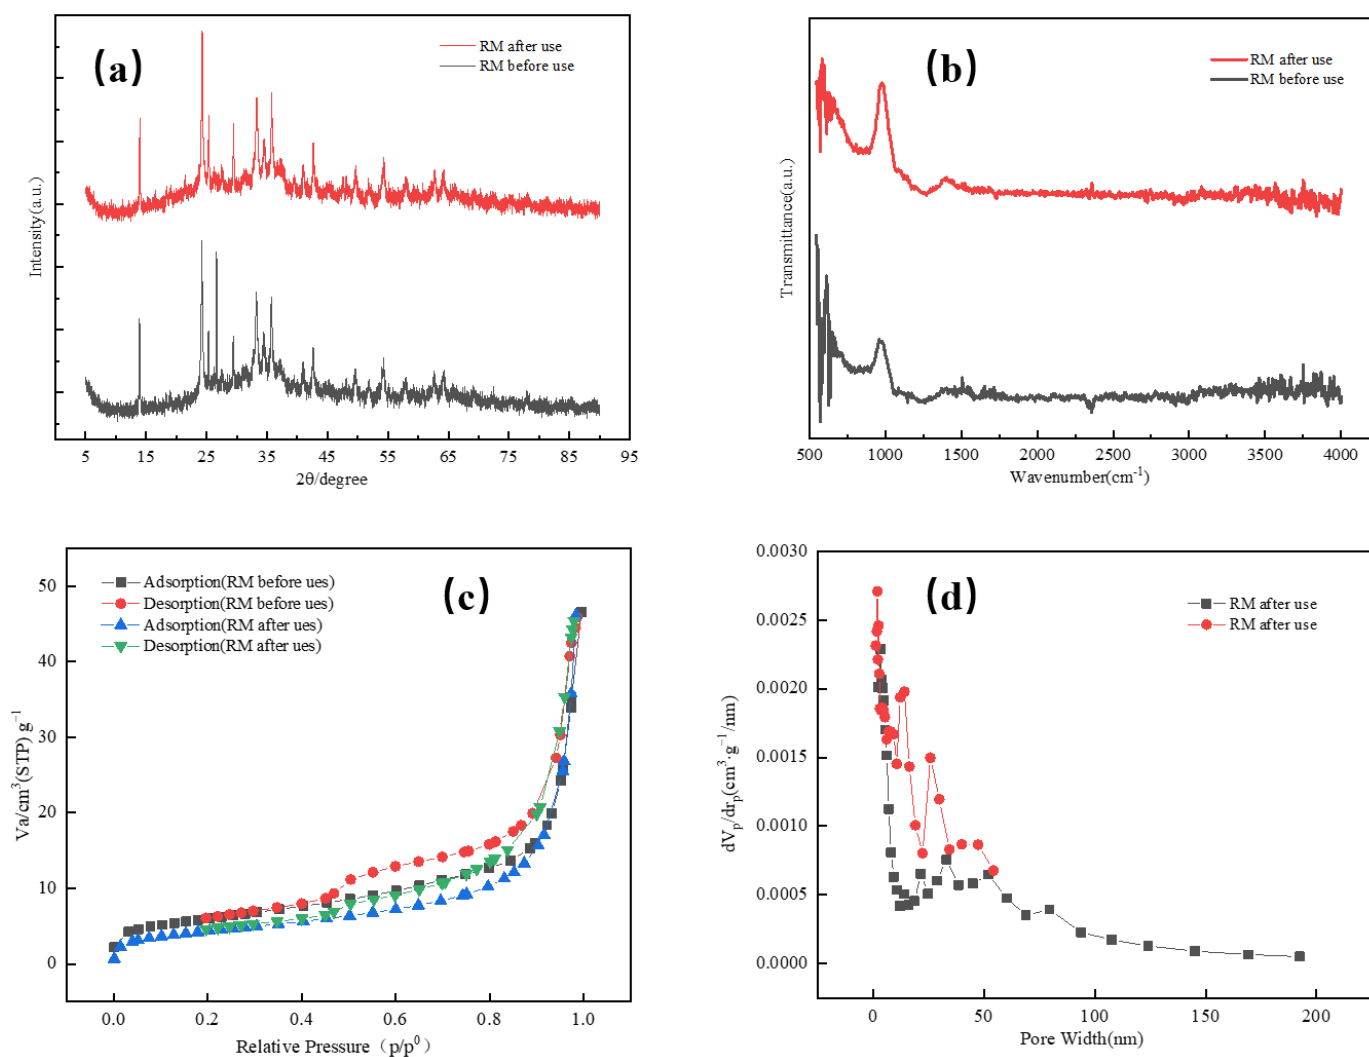 (a)
RM after use
RM before use
Intensity(a.u.)
5 15 25 35 45 55 65 75 85 95
2θ/degree
(b)
RM after use
RM before use
Transmittance(a.u.)
500 1000 1500 2000 2500 3000 3500 4000
Wavenumber(cm⁻¹)
(c)
Adsorption(RM before ues)
Desorption(RM before ues)
Adsorption(RM after ues)
Desorption(RM after ues)
Va/cm³(STP) g⁻¹
50
40
30
20
10
0
0.0 0.2 0.4 0.6 0.8 1.0
Relative Pressure (p/p⁰)
(d)
RM after use
RM after use
dVₚ/drₚ(cm³·g⁻¹/nm)
0.0030
0.0025
0.0020
0.0015
0.0010
0.0005
0.0000
0 50 100 150 200
Pore Width(nm)